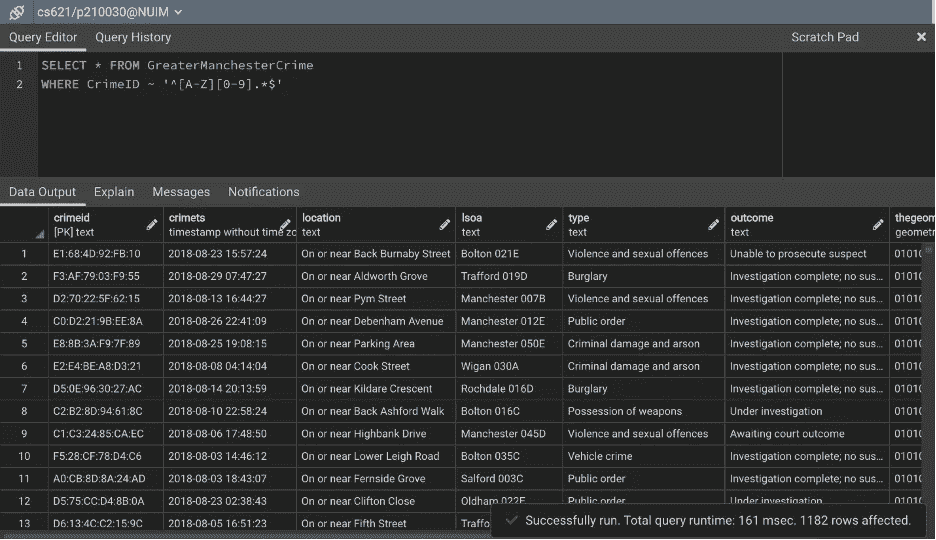 cs621/p210030@NUIM
Query Editor Query History Scratch Pad
1 SELECT * FROM GreaterManchesterCrime
2 WHERE CrimeID ~ '^[A-Z][0-9].*$'
Data Output Explain Messages Notifications
crimeid crimets location lsoa type outcome thegeom
[PK] text timestamp without time zo text text text text geometr
1 E1:68:4D:92:FB:10 2018-08-23 15:57:24 On or near Back Burnaby Street Bolton 021E Violence and sexual offences Unable to prosecute suspect 0101
2 F3:AF:79:03:F9:55 2018-08-29 07:47:27 On or near Aldworth Grove Trafford 019D Burglary Investigation complete; no sus... 0101
3 D2:70:22:5F:62:15 2018-08-13 16:44:27 On or near Pym Street Manchester 007B Violence and sexual offences Investigation complete; no sus... 0101
4 C0:D2:21:9B:EE:8A 2018-08-26 22:41:09 On or near Debenham Avenue Manchester 012E Public order Investigation complete; no sus... 0101
5 E8:8B:3A:F9:7F:89 2018-08-25 19:08:15 On or near Parking Area Manchester 050E Criminal damage and arson Investigation complete; no sus... 0101
6 E2:E4:BE:A8:D3:21 2018-08-08 04:14:04 On or near Cook Street Wigan 030A Criminal damage and arson Investigation complete; no sus... 0101
7 D5:0E:96:30:27:AC 2018-08-14 20:13:59 On or near Kildare Crescent Rochdale 016D Burglary Investigation complete; no sus... 0101
8 C2:B2:8D:94:61:8C 2018-08-10 22:58:24 On or near Back Ashford Walk Bolton 016C Possession of weapons Under investigation 0101
9 C1:C3:24:85:CA:EC 2018-08-06 17:48:50 On or near Highbank Drive Manchester 045D Violence and sexual offences Awaiting court outcome 0101
10 F5:28:CF:78:D4:C6 2018-08-03 14:46:12 On or near Lower Leigh Road Bolton 035C Vehicle crime Investigation complete; no sus... 0101
11 A0:CB:8D:8A:24:AD 2018-08-03 18:43:07 On or near Fernside Grove Salford 003C Public order Investigation complete; no sus... 0101
12 D5:75:CC:D4:8B:0A 2018-08-23 02:38:43 On or near Clifton Close Oldham 022F Public order Under investigation 0101
13 D6:13:4C:C2:15:9C 2018-08-05 16:51:23 On or near Fifth Street Traffo
Successfully run. Total query runtime: 161 msec. 1182 rows affected.